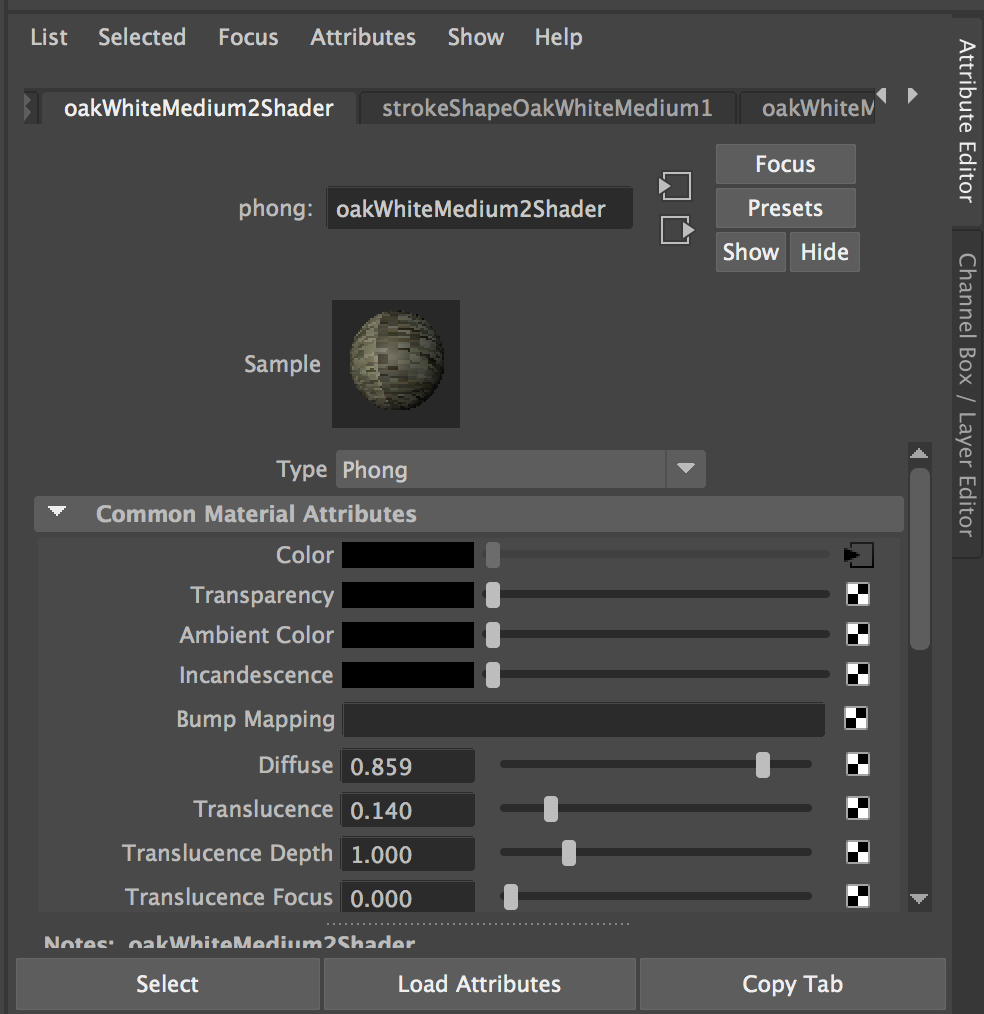 List Selected Focus Attributes Show Help
oakWhiteMedium2Shader strokeShapeOakWhiteMedium1 oakWhiteM
phong: oakWhiteMedium2Shader
Focus
Presets
Show Hide
Sample
Type Phong
Common Material Attributes
Color
Transparency
Ambient Color
Incandescence
Bump Mapping
Diffuse 0.859
Translucence 0.140
Translucence Depth 1.000
Translucence Focus 0.000
Notes: oakWhiteMedium2Shader
Select Load Attributes Copy Tab
Attribute Editor
Channel Box / Layer Editor